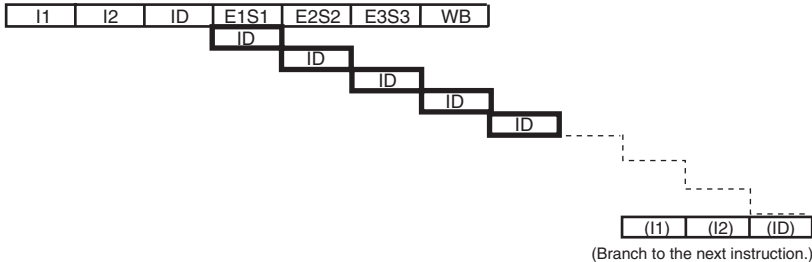 I1 I2 ID E1S1 E2S2 E3S3 WB
ID
ID
ID
ID
ID
(I1) (I2) (ID)
(Branch to the next instruction.)